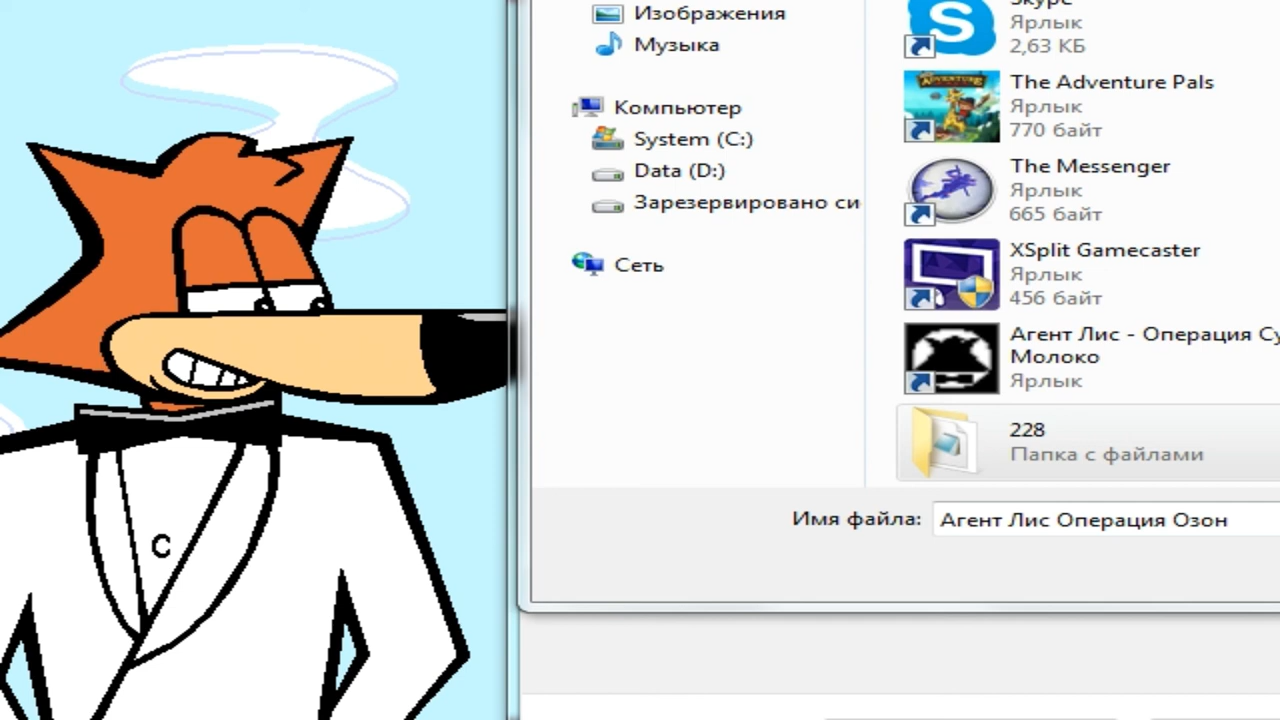 Изображения
Музыка
Компьютер
System (C:)
Data (D:)
Зарезервировано си
Сеть
Skype
Ярлык
2,63 КБ
The Adventure Pals
Ярлык
770 байт
The Messenger
Ярлык
665 байт
XSplit Gamecaster
Ярлык
456 байт
Агент Лис - Операция Су
Молоко
Ярлык
228
Папка с файлами
Имя файла: Агент Лис Операция Озон